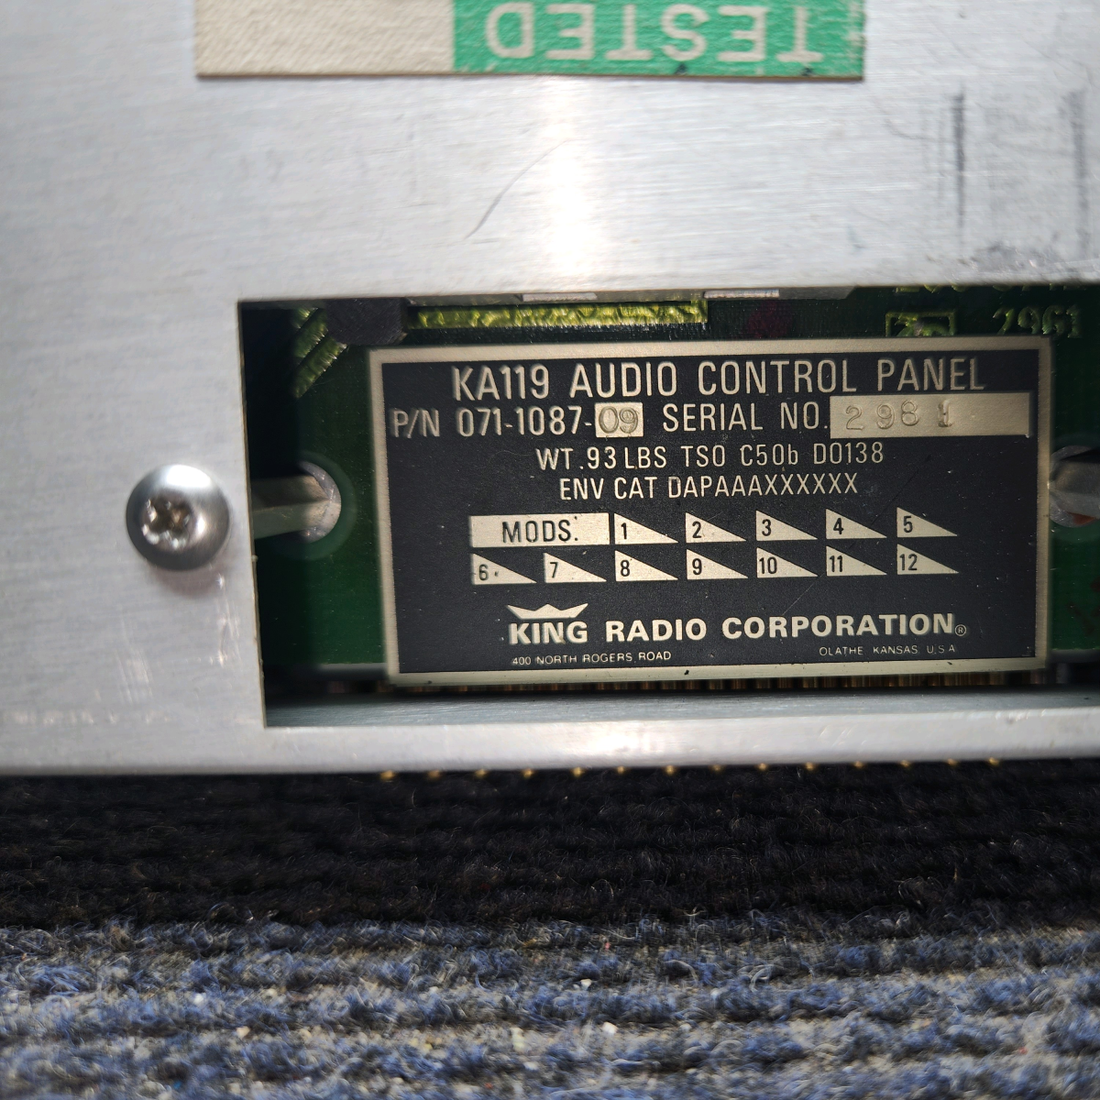 TESTED
2961
KA119 AUDIO CONTROL PANEL
P/N 071-1087-09 SERIAL NO. 2961
WT .93 LBS TSO C50b DO138
ENV CAT DAPAAAXXXXXX
MODS. 1 2 3 4 5
6 7 8 9 10 11 12
KING RADIO CORPORATION®
400 NORTH ROGERS ROAD OLATHE KANSAS U.S.A